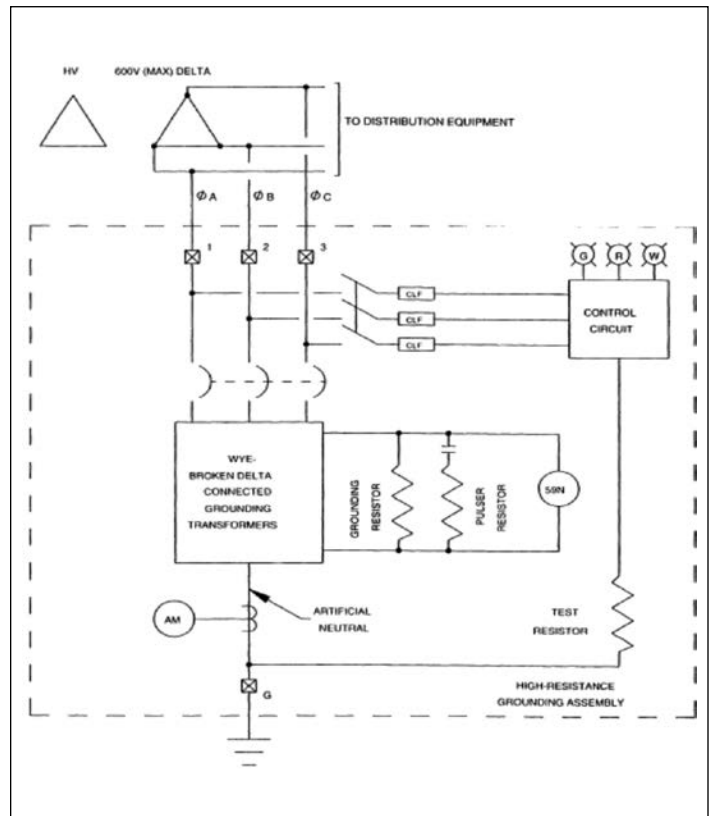 HV 600V (MAX) DELTA
TO DISTRIBUTION EQUIPMENT
ØA ØB ØC
1 2 3
G R W
CLF
CLF
CLF
CONTROL
CIRCUIT
WYE-
BROKEN DELTA
CONNECTED
GROUNDING
TRANSFORMERS
GROUNDING
RESISTOR
PULSER
RESISTOR
59N
ARTIFICIAL
NEUTRAL
AM
TEST
RESISTOR
G
HIGH-RESISTANCE
GROUNDING ASSEMBLY